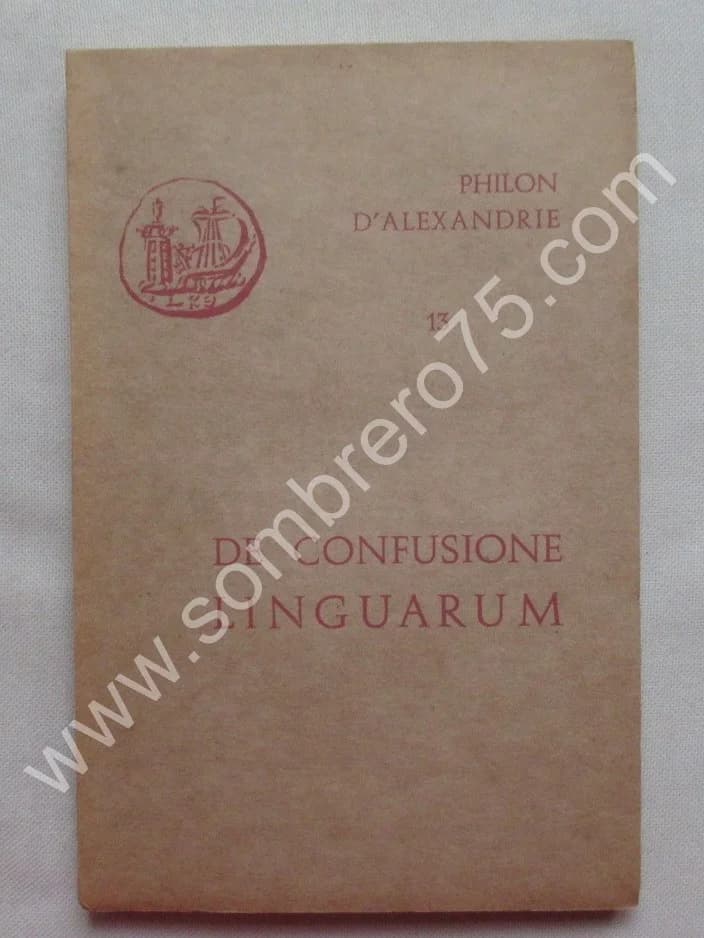 PHILON
D'ALEXANDRIE
13
DE CONFUSIONE
LINGUARUM
www.sombrero75.com